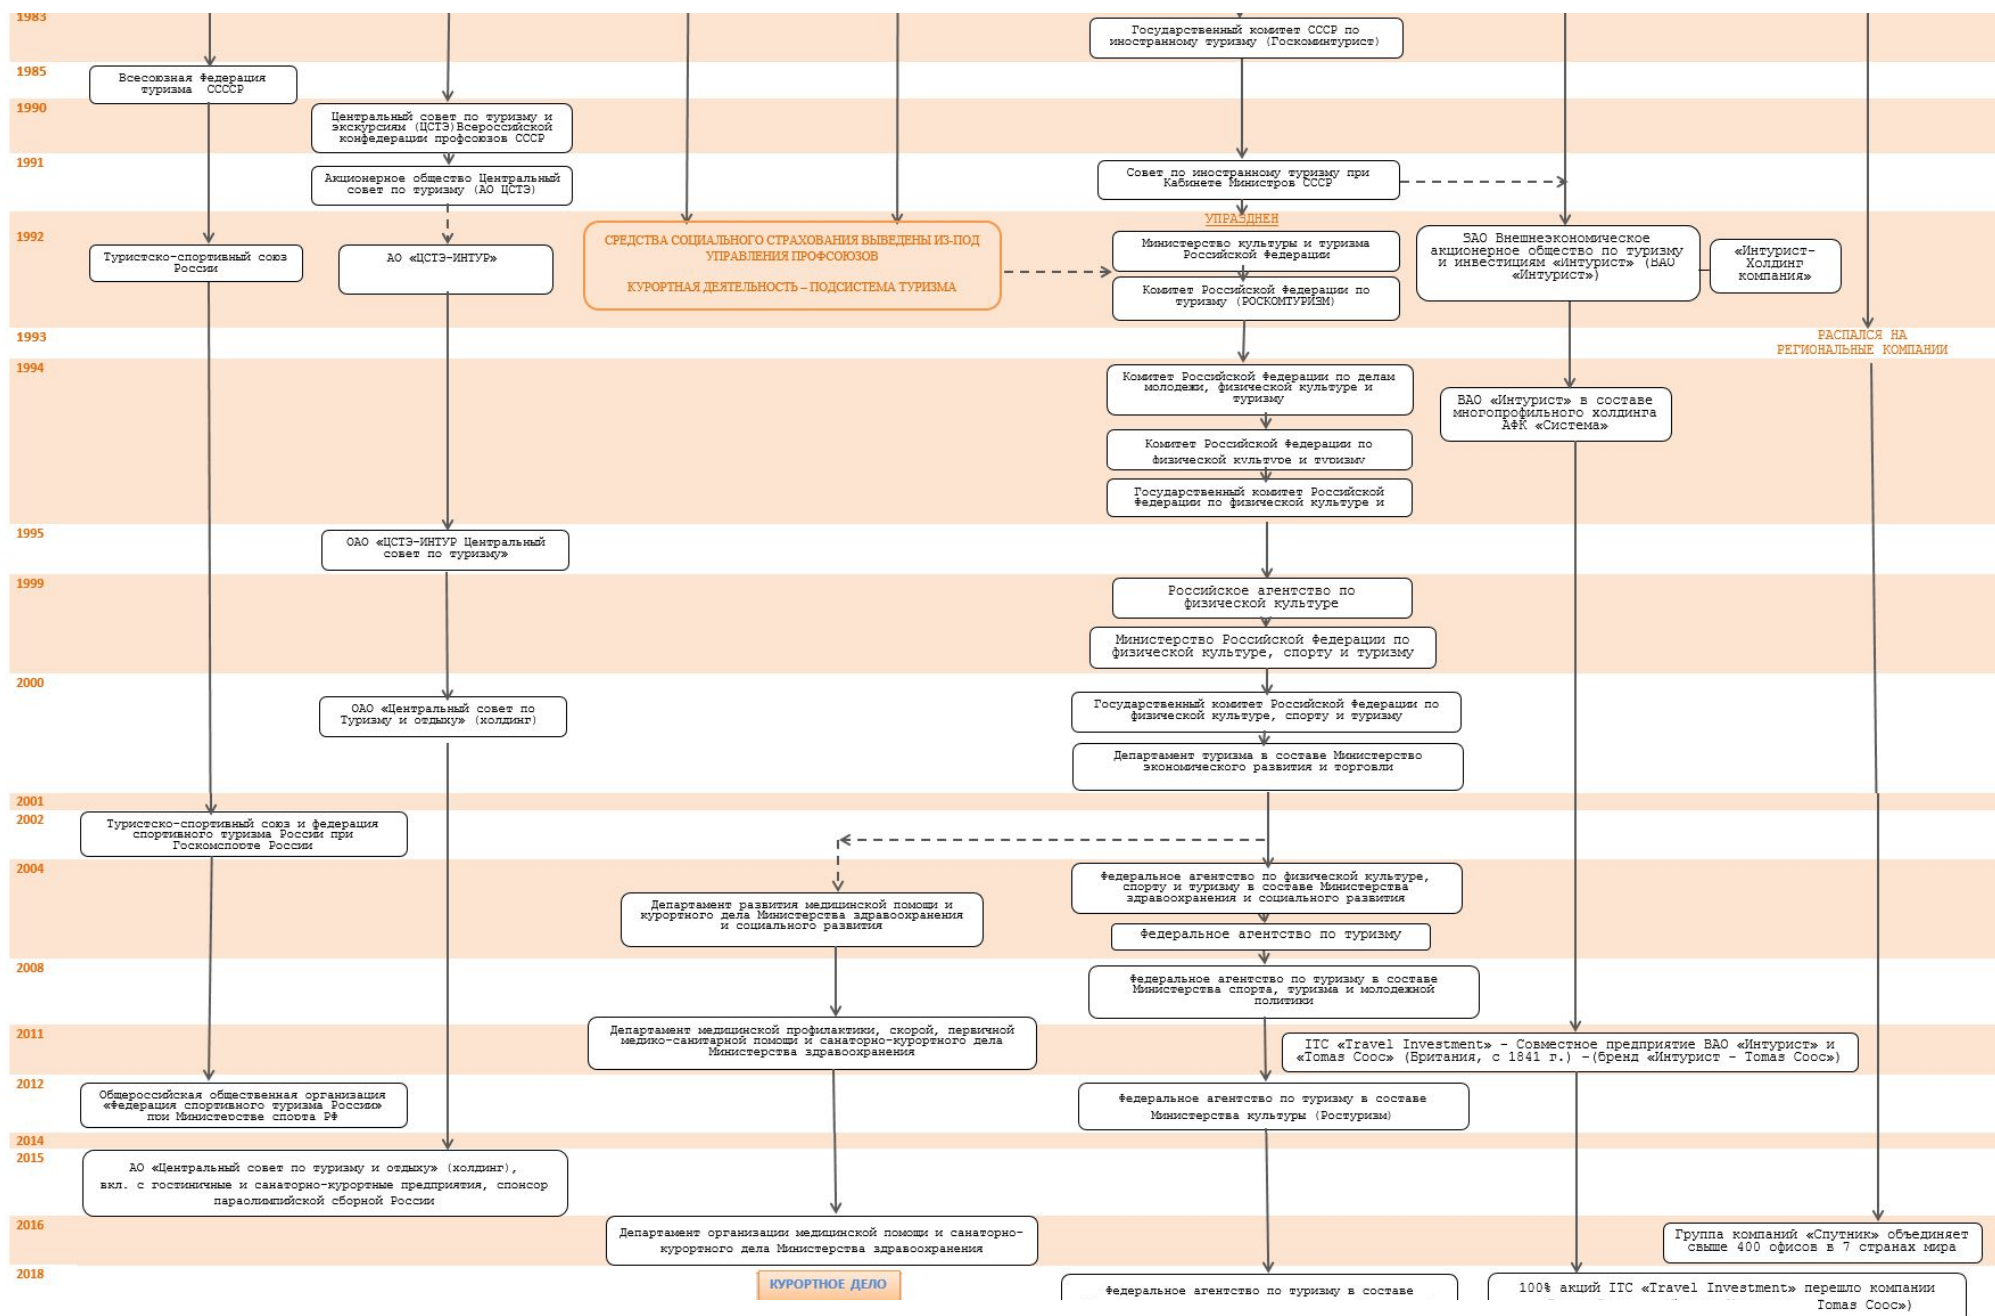 1983
Государственный комитет СССР по
иностранному туризму (Госкоминтурист)
1985
Всесоюзная Федерация
туризма СССCР
1990
Центральный совет по туризму и
экскурсиям (ЦСТЭ)Всероссийской
конфедерации профсоюзов СССР
1991
Акционерное общество Центральный
совет по туризму (АО ЦСТЭ)
Совет по иностранному туризму при
Кабинете Министров СССР
УПРАЗДНЕН
1992
Туристско-спортивный союз
России
АО «ЦСТЭ-ИНТУР»
СРЕДСТВА СОЦИАЛЬНОГО СТРАХОВАНИЯ ВЫВЕДЕНЫ ИЗ-ПОД
УПРАВЛЕНИЯ ПРОФСОЮЗОВ
КУРОРТНАЯ ДЕЯТЕЛЬНОСТЬ – ПОДСИСТЕМА ТУРИЗМА
Министерство культуры и туризма
Российской Федерации
Комитет Российской Федерации по
туризму (РОСКОМТУРИЗМ)
ЗАО Внешнеэкономическое
акционерное общество по туризму
и инвестициям «Интурист» (ВАО
«Интурист»)
«Интурист-
Холдинг
компания»
1993
РАСПАЛСЯ НА
РЕГИОНАЛЬНЫЕ КОМПАНИИ
1994
Комитет Российской Федерации по делам
молодежи, физической культуре и
туризму
Комитет Российской Федерации по
физической культуре и туризму
Государственный комитет Российской
Федерации по физической культуре и
ВАО «Интурист» в составе
многопрофильного холдинга
АФК «Система»
1995
ОАО «ЦСТЭ-ИНТУР Центральный
совет по туризму»
1999
Российское агентство по
физической культуре
Министерство Российской Федерации по
физической культуре, спорту и туризму
2000
ОАО «Центральный совет по
Туризму и отдыху» (холдинг)
Государственный комитет Российской Федерации по
физической культуре, спорту и туризму
Департамент туризма в составе Министерство
экономического развития и торговли
2001
2002
Туристско-спортивный союз и федерация
спортивного туризма России при
Госкомспорте России
2004
Федеральное агентство по физической культуре,
спорту и туризму в составе Министерства
здравоохранения и социального развития
Департамент развития медицинской помощи и
курортного дела Министерства здравоохранения
и социального развития
Федеральное агентство по туризму
2008
Федеральное агентство по туризму в составе
Министерства спорта, туризма и молодежной
политики
2011
Департамент медицинской профилактики, скорой, первичной
медико-санитарной помощи и санаторно-курортного дела
Министерства здравоохранения
ITC «Travel Investment» – Совместное предприятие ВАО «Интурист» и
«Tomas Cooc» (Британия, с 1841 г.) –(бренд «Интурист – Tomas Cooc»)
2012
Общероссийская общественная организация
«Федерация спортивного туризма России»
при Министерстве спорта РФ
Федеральное агентство по туризму в составе
Министерства культуры (Ростуризм)
2014
2015
АО «Центральный совет по туризму и отдыху» (холдинг),
вкл. с гостиничные и санаторно-курортные предприятия, спонсор
параолимпийской сборной России
2016
Департамент организации медицинской помощи и санаторно-
курортного дела Министерства здравоохранения
Группа компаний «Спутник» объединяет
свыше 400 офисов в 7 странах мира
2018
КУРОРТНОЕ ДЕЛО
Федеральное агентство по туризму в составе
100% акций ITC «Travel Investment» перешло компании
Tomas Cooc»)